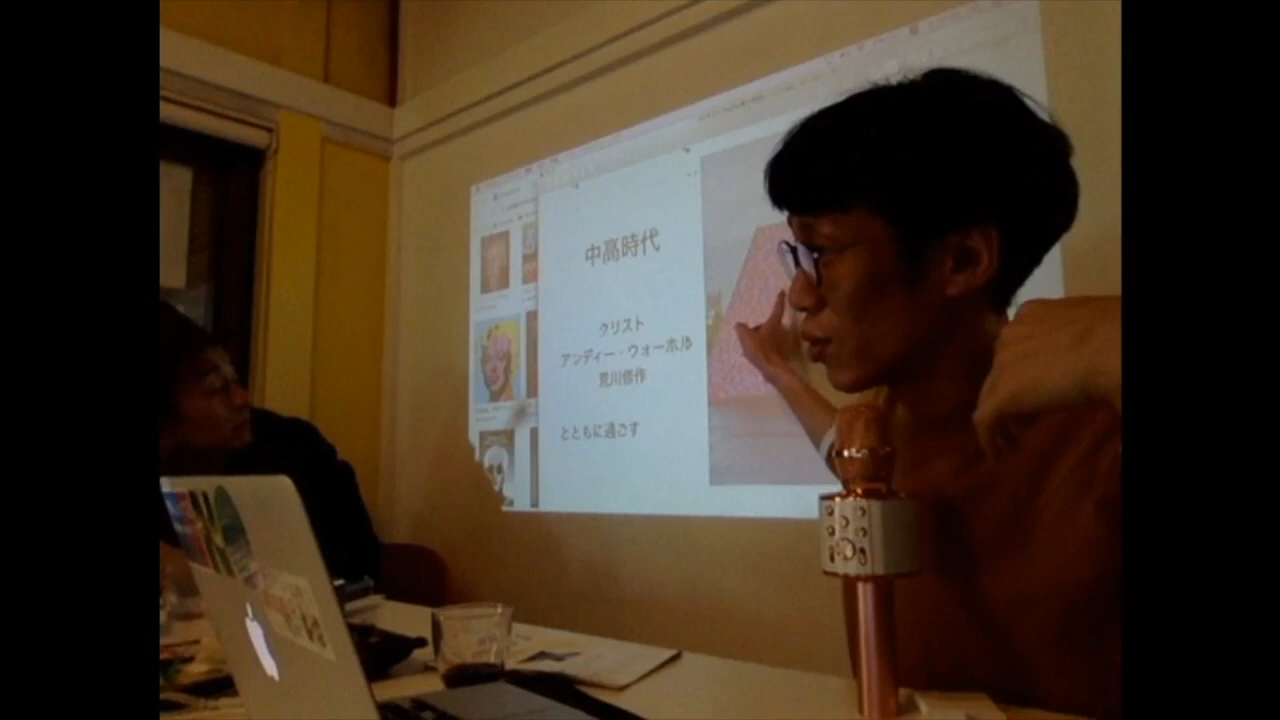 中高時代
クリスト
アンディー・ウォーホル
荒川修作
とともに過ごす